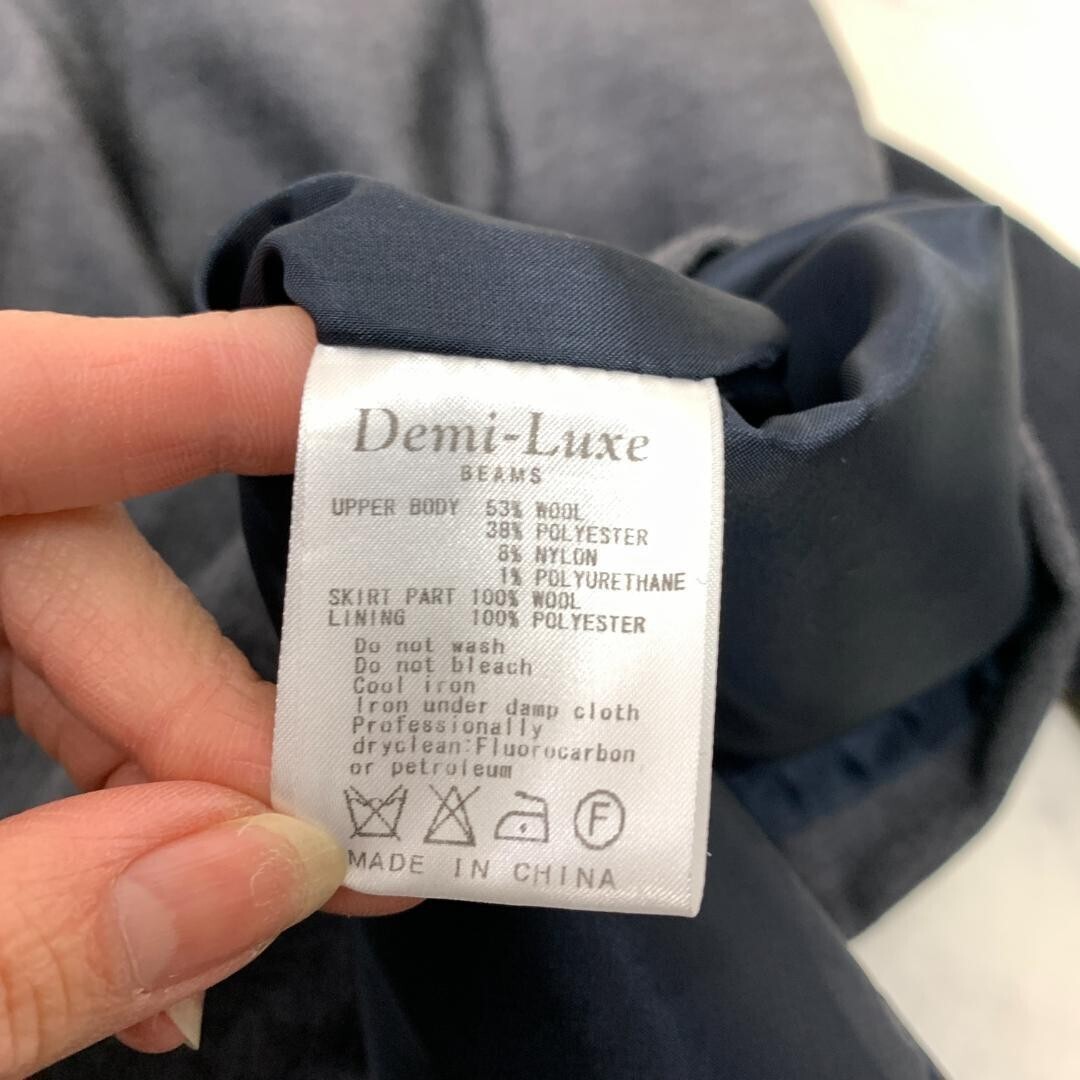 Demi-Luxe
BEAMS
UPPER BODY 53% WOOL
38% POLYESTER
8% NYLON
1% POLYURETHANE
SKIRT PART 100% WOOL
LINING 100% POLYESTER
Do not wash
Do not bleach
Cool iron
Iron under damp cloth
Professionally
dryclean:Fluorocarbon
or petroleum
F
MADE IN CHINA